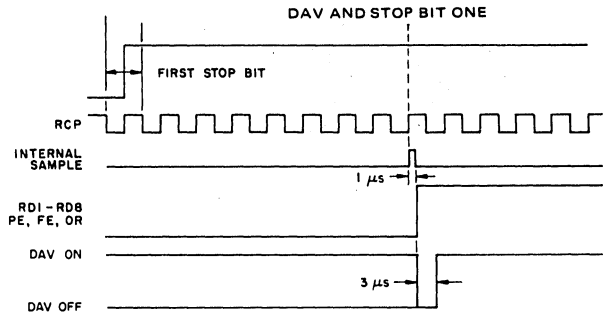 DAV AND STOP BIT ONE
FIRST STOP BIT
RCP
INTERNAL
SAMPLE
1 μs
RD1-RD8
PE, FE, OR
DAV ON
3 μs
DAV OFF